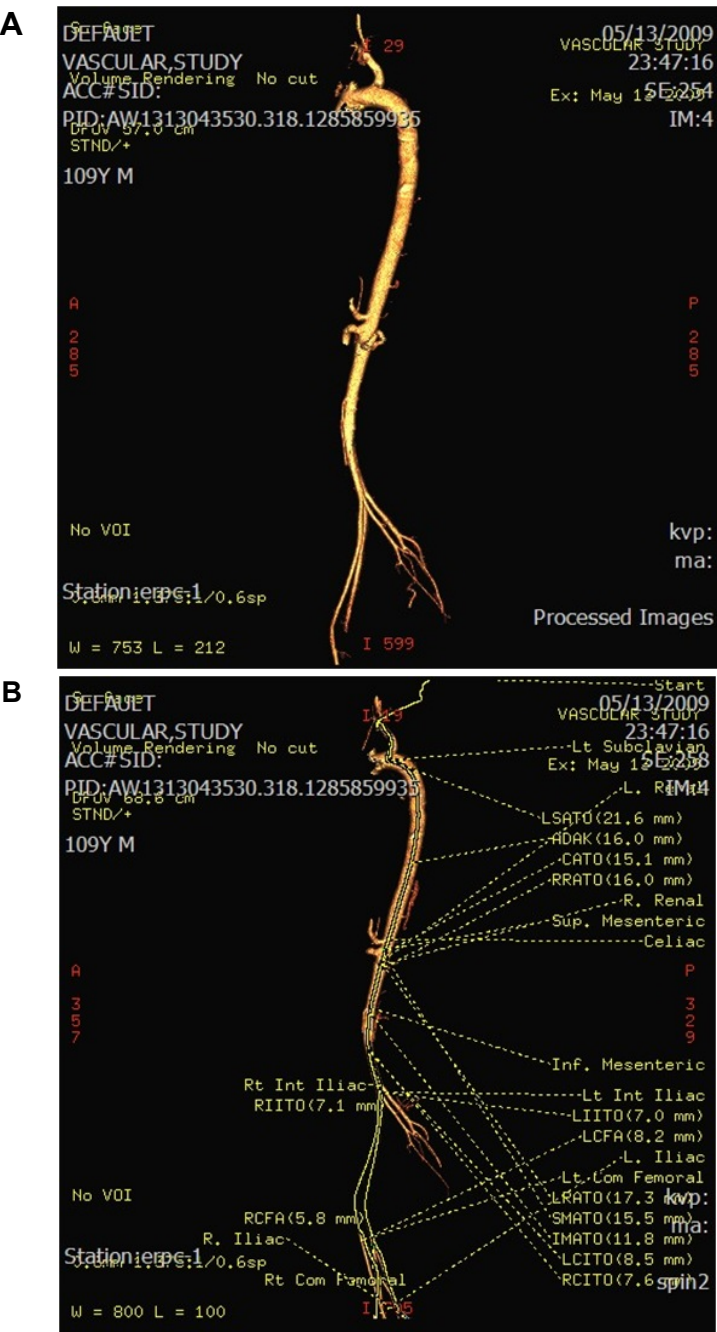 A
DEFAULT
I 29
05/13/2009
VASCULAR STUDY
VASCULAR,STUDY
23:47:16
Volume Rendering No cut
ACC#SID:
SE:254
PID:AW1313043530.318.1285859935
IM:4
STND/+
109Y M
A
P
2
8
5
2
8
5
No VOI
kvp:
ma:
Station:erpc-1
Processed Images
W = 753 L = 212
I 599
B
Start
DEFAULT
05/13/2009
VASCULAR STUDY
VASCULAR,STUDY
23:47:16
Volume Rendering No cut
Lt Subclavian
ACC#SID:
SE:258
PID:AW1313043530.318.1285859935
IM:4
STND/+
LSATO(21.6 mm)
109Y M
ADAK(16.0 mm)
CATO(15.1 mm)
RRATO(16.0 mm)
R. Renal
Sup. Mesenteric
Celiac
A
P
3
5
7
3
2
9
Inf. Mesenteric
Rt Int Iliac
Lt Int Iliac
RIITO(7.1 mm)
LIITO(7.0 mm)
LCFA(8.2 mm)
L. Iliac
Lt Com Femoral
No VOI
LRATO(17.3 mm)
kvp:
RCFA(5.8 mm)
SMATO(15.5 mm)
ma:
R. Iliac
IMATO(11.8 mm)
Station:erpc-1
LCITO(8.5 mm)
Rt Com Femoral
RCITO(7.6 mm)
spin2
W = 800 L = 100